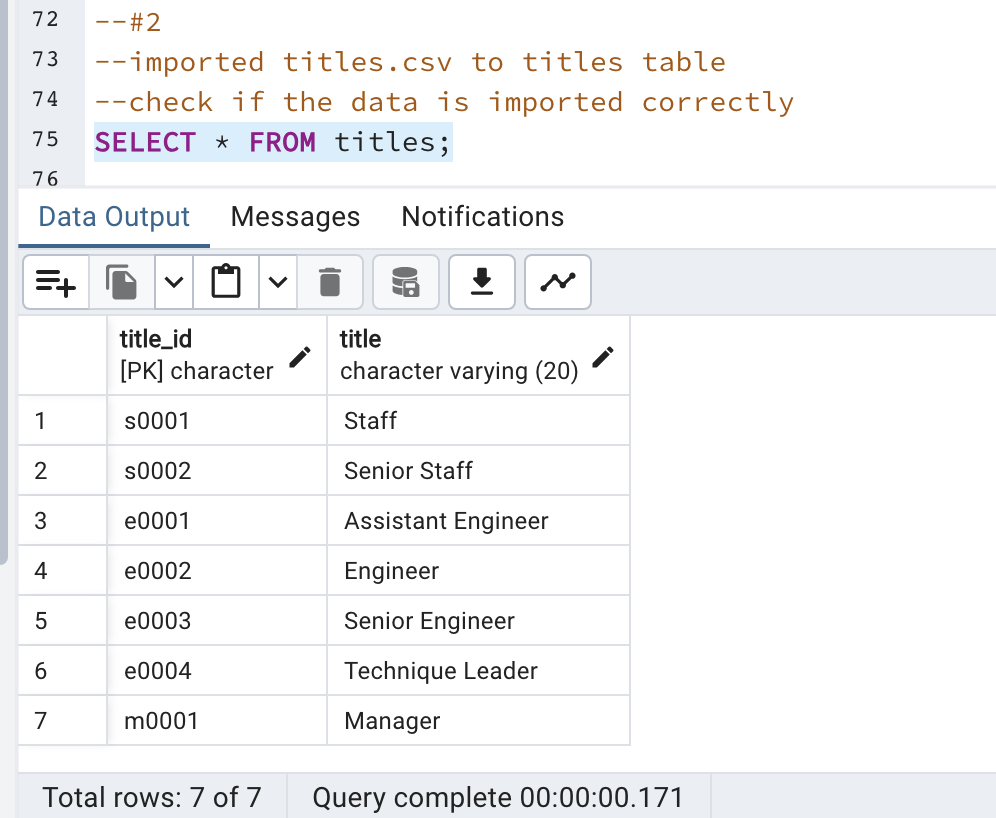 72 --#2
73 --imported titles.csv to titles table
74 --check if the data is imported correctly
75 SELECT * FROM titles;
76
Data Output Messages Notifications
title_id title
[PK] character character varying (20)
1 s0001 Staff
2 s0002 Senior Staff
3 e0001 Assistant Engineer
4 e0002 Engineer
5 e0003 Senior Engineer
6 e0004 Technique Leader
7 m0001 Manager
Total rows: 7 of 7 Query complete 00:00:00.171